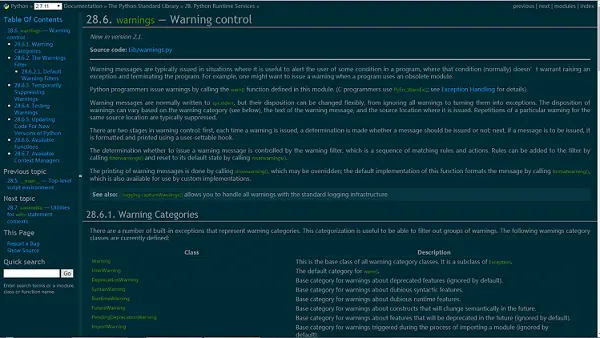 Python » 2.7.11 Documentation » The Python Standard Library » 28. Python Runtime Services » previous | next | modules | index
Table Of Contents
28.6. warnings — Warning
control
28.6.1. Warning
Categories
28.6.2. The Warnings
Filter
28.6.2.1. Default
Warning Filters
28.6.3. Temporarily
Suppressing
Warnings
28.6.4. Testing
Warnings
28.6.5. Updating
Code For New
Versions of Python
28.6.6. Available
Functions
28.6.7. Available
Context Managers
Previous topic
28.5. __main__ — Top-level
script environment
Next topic
28.7. contextlib — Utilities
for with-statement
contexts
This Page
Report a Bug
Show Source
Quick search
Go
Enter search terms or a module,
class or function name.
28.6. warnings — Warning control
New in version 2.1.
Source code: Lib/warnings.py
Warning messages are typically issued in situations where it is useful to alert the user of some condition in a program, where that condition (normally) doesn't warrant raising an
exception and terminating the program. For example, one might want to issue a warning when a program uses an obsolete module.
Python programmers issue warnings by calling the warn() function defined in this module. (C programmers use PyErr_WarnEx(); see Exception Handling for details).
Warning messages are normally written to sys.stderr, but their disposition can be changed flexibly, from ignoring all warnings to turning them into exceptions. The disposition of
warnings can vary based on the warning category (see below), the text of the warning message, and the source location where it is issued. Repetitions of a particular warning for the
same source location are typically suppressed.
There are two stages in warning control: first, each time a warning is issued, a determination is made whether a message should be issued or not; next, if a message is to be issued, it
is formatted and printed using a user-settable hook.
The determination whether to issue a warning message is controlled by the warning filter, which is a sequence of matching rules and actions. Rules can be added to the filter by
calling filterwarnings() and reset to its default state by calling resetwarnings().
The printing of warning messages is done by calling showwarning(), which may be overridden; the default implementation of this function formats the message by calling formatwarning(),
which is also available for use by custom implementations.
See also: logging.captureWarnings() allows you to handle all warnings with the standard logging infrastructure.
28.6.1. Warning Categories
There are a number of built-in exceptions that represent warning categories. This categorization is useful to be able to filter out groups of warnings. The following warnings category
classes are currently defined:
Class Description
Warning This is the base class of all warning category classes. It is a subclass of Exception.
UserWarning The default category for warn().
DeprecationWarning Base category for warnings about deprecated features (ignored by default).
SyntaxWarning Base category for warnings about dubious syntactic features.
RuntimeWarning Base category for warnings about dubious runtime features.
FutureWarning Base category for warnings about constructs that will change semantically in the future.
PendingDeprecationWarning Base category for warnings about features that will be deprecated in the future (ignored by default).
ImportWarning Base category for warnings triggered during the process of importing a module (ignored by
default).